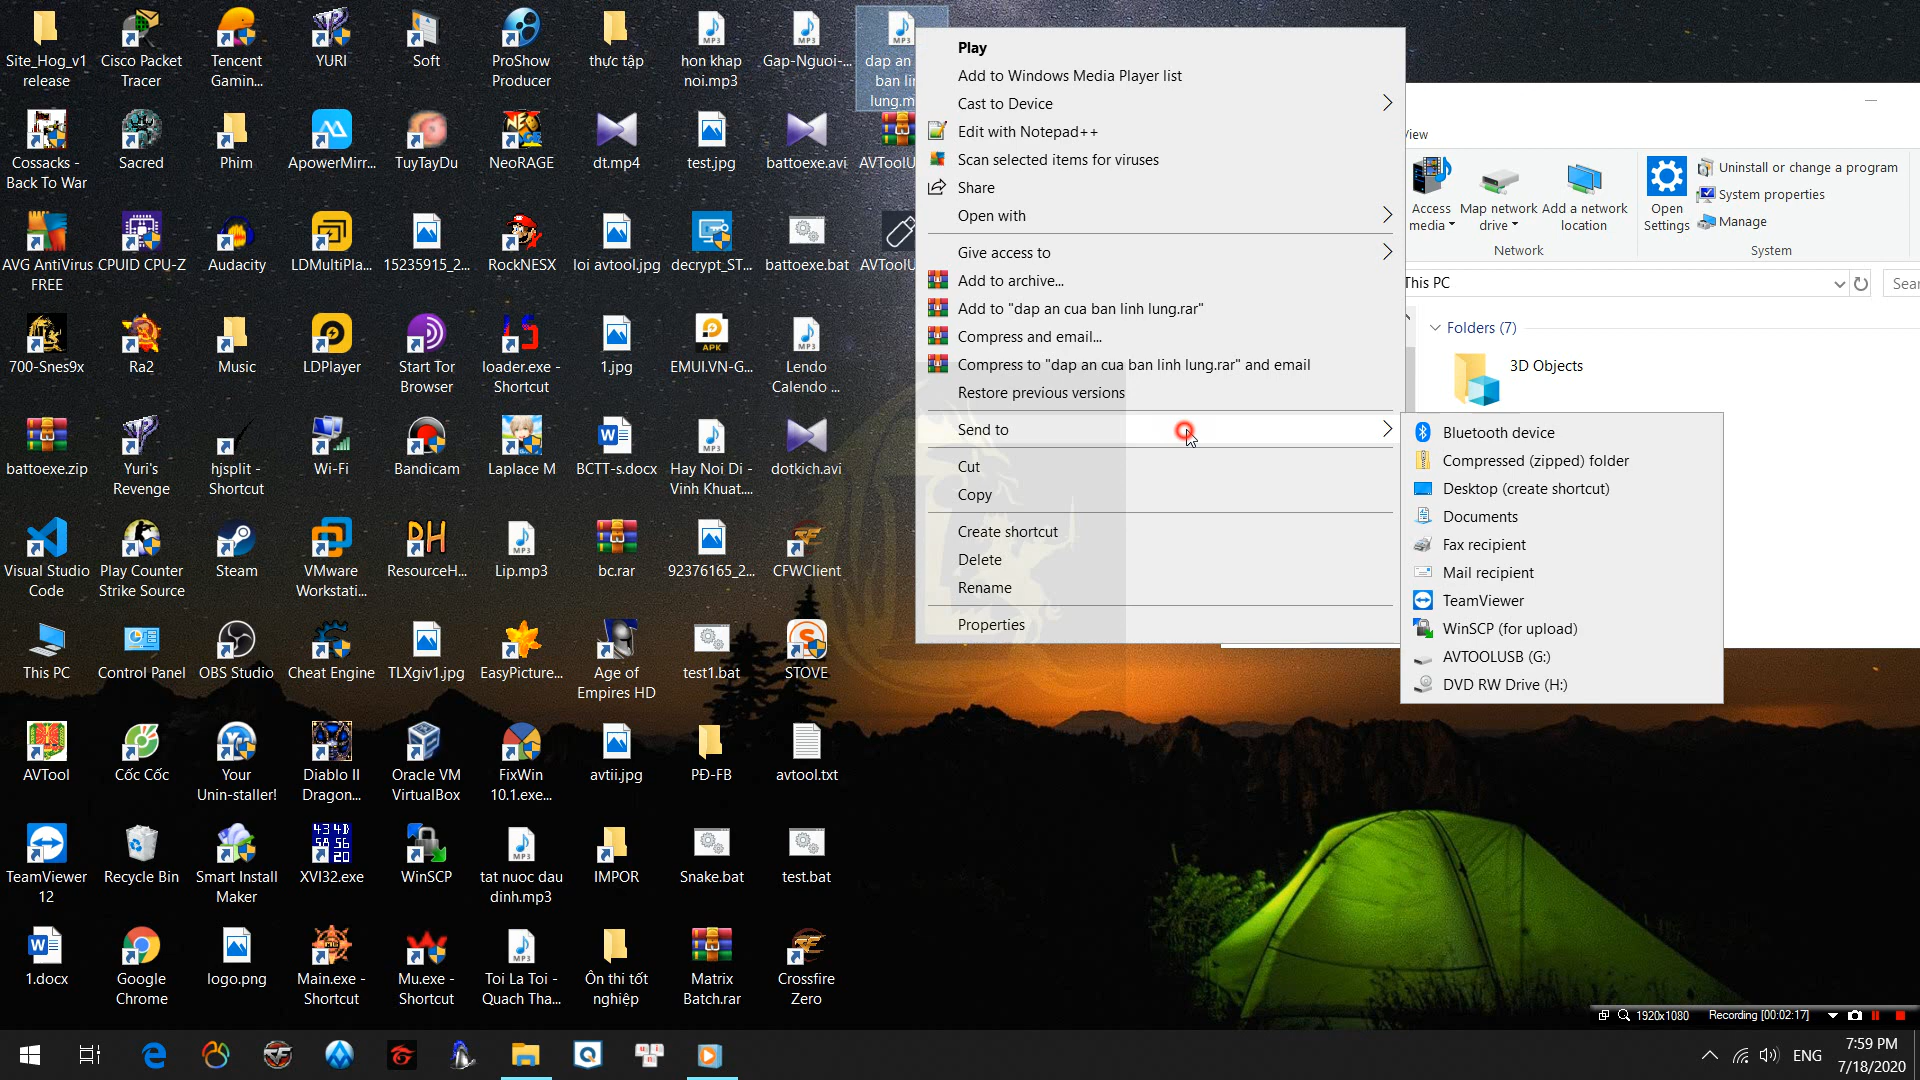 Site_Hog_v1
release
Cisco Packet
Tracer
Tencent
Gamin...
YURI
Soft
ProShow
Producer
thực tập
hon khap
noi.mp3
Gap-Nguoi-...
dap an
ban li
lung.m
Cossacks -
Back To War
Sacred
Phim
ApowerMirr...
TuyTayDu
NeoRAGE
dt.mp4
test.jpg
battoexe.avi
AVToolU
AVG AntiVirus
FREE
CPUID CPU-Z
Audacity
LDMultiPla...
15235915_2...
RockNESX
loi avtool.jpg
decrypt_ST...
battoexe.bat
AVToolU
700-Snes9x
Ra2
Music
LDPlayer
Start Tor
Browser
loader.exe -
Shortcut
1.jpg
EMUI.VN-G...
Lendo
Calendo ...
battoexe.zip
Yuri's
Revenge
hjsplit -
Shortcut
Wi-Fi
Bandicam
Laplace M
BCTT-s.docx
Hay Noi Di -
Vinh Khuat....
dotkich.avi
Visual Studio
Code
Play Counter
Strike Source
Steam
VMware
Workstati...
ResourceH...
Lip.mp3
bc.rar
92376165_2...
CFWClient
This PC
Control Panel
OBS Studio
Cheat Engine
TLXgiv1.jpg
EasyPicture...
Age of
Empires HD
test1.bat
STOVE
AVTool
Cốc Cốc
Your
Unin-staller!
Diablo II
Dragon...
Oracle VM
VirtualBox
FixWin
10.1.exe...
avtii.jpg
PĐ-FB
avtool.txt
TeamViewer
12
Recycle Bin
Smart Install
Maker
XVI32.exe
WinSCP
tat nuoc dau
dinh.mp3
IMPOR
Snake.bat
test.bat
1.docx
Google
Chrome
logo.png
Main.exe -
Shortcut
Mu.exe -
Shortcut
Toi La Toi -
Quach Tha...
Ôn thi tốt
nghiệp
Matrix
Batch.rar
Crossfire
Zero
Play
Add to Windows Media Player list
Cast to Device
Edit with Notepad++
Scan selected items for viruses
Share
Open with
Give access to
Add to archive...
Add to "dap an cua ban linh lung.rar"
Compress and email...
Compress to "dap an cua ban linh lung.rar" and email
Restore previous versions
Send to
Cut
Copy
Create shortcut
Delete
Rename
Properties
Bluetooth device
Compressed (zipped) folder
Desktop (create shortcut)
Documents
Fax recipient
Mail recipient
TeamViewer
WinSCP (for upload)
AVTOOLUSB (G:)
DVD RW Drive (H:)
View
Access
media
Map network
drive
Add a network
location
Network
Open
Settings
Uninstall or change a program
System properties
Manage
System
This PC
Sear
Folders (7)
3D Objects
1920x1080
Recording [00:02:17]
ENG
7:59 PM
7/18/2020